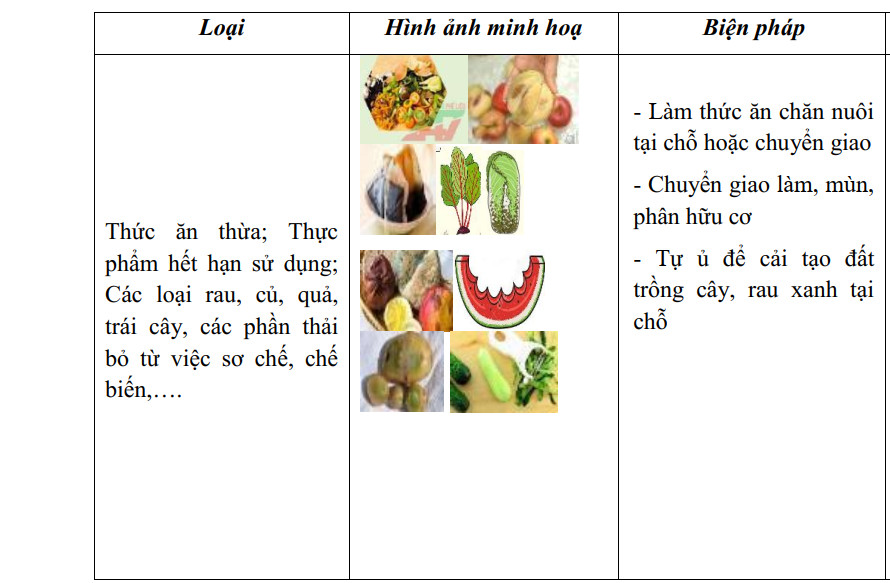 Loại
Hình ảnh minh hoạ
Biện pháp
Thức ăn thừa; Thực
phẩm hết hạn sử dụng;
Các loại rau, củ, quả,
trái cây, các phần thải
bỏ từ việc sơ chế, chế
biến,….
- Làm thức ăn chăn nuôi
tại chỗ hoặc chuyển giao
- Chuyển giao làm, mùn,
phân hữu cơ
- Tự ủ để cải tạo đất
trồng cây, rau xanh tại
chỗ